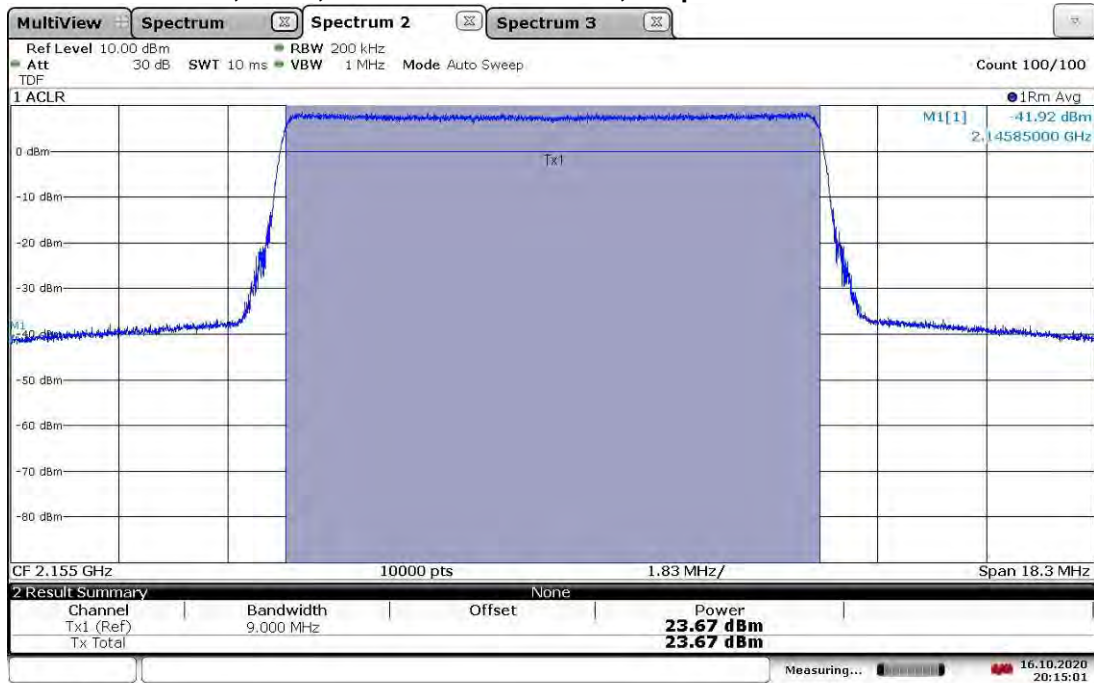 MultiView Spectrum Spectrum 2 Spectrum 3
Ref Level 10.00 dBm RBW 200 kHz
Att 30 dB SWT 10 ms VBW 1 MHz Mode Auto Sweep Count 100/100
TDF
1 ACLR 1Rm Avg
M1[1] -41.92 dBm
2.14585000 GHz
0 dBm
Tx1
-10 dBm
-20 dBm
-30 dBm
M1
-40 dBm
-50 dBm
-60 dBm
-70 dBm
-80 dBm
CF 2.155 GHz 10000 pts 1.83 MHz/ Span 18.3 MHz
2 Result Summary None
Channel Bandwidth Offset Power
Tx1 (Ref) 9.000 MHz 23.67 dBm
Tx Total 23.67 dBm
Measuring... 16.10.2020
20:15:01